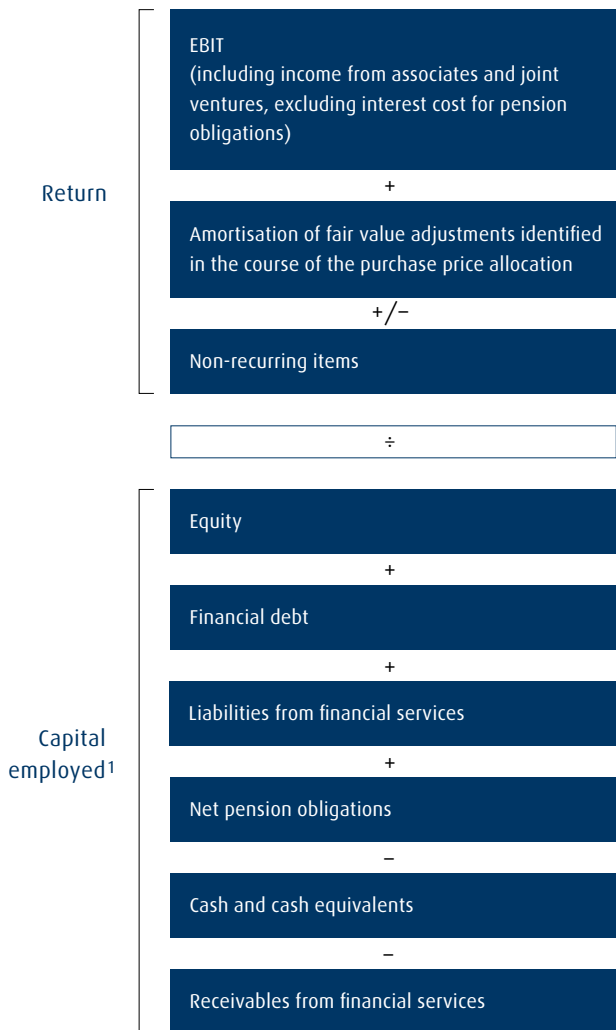 Return
EBIT
(including income from associates and joint
ventures, excluding interest cost for pension
obligations)
+
Amortisation of fair value adjustments identified
in the course of the purchase price allocation
+/−
Non-recurring items
÷
Capital
employed1
Equity
+
Financial debt
+
Liabilities from financial services
+
Net pension obligations
−
Cash and cash equivalents
−
Receivables from financial services